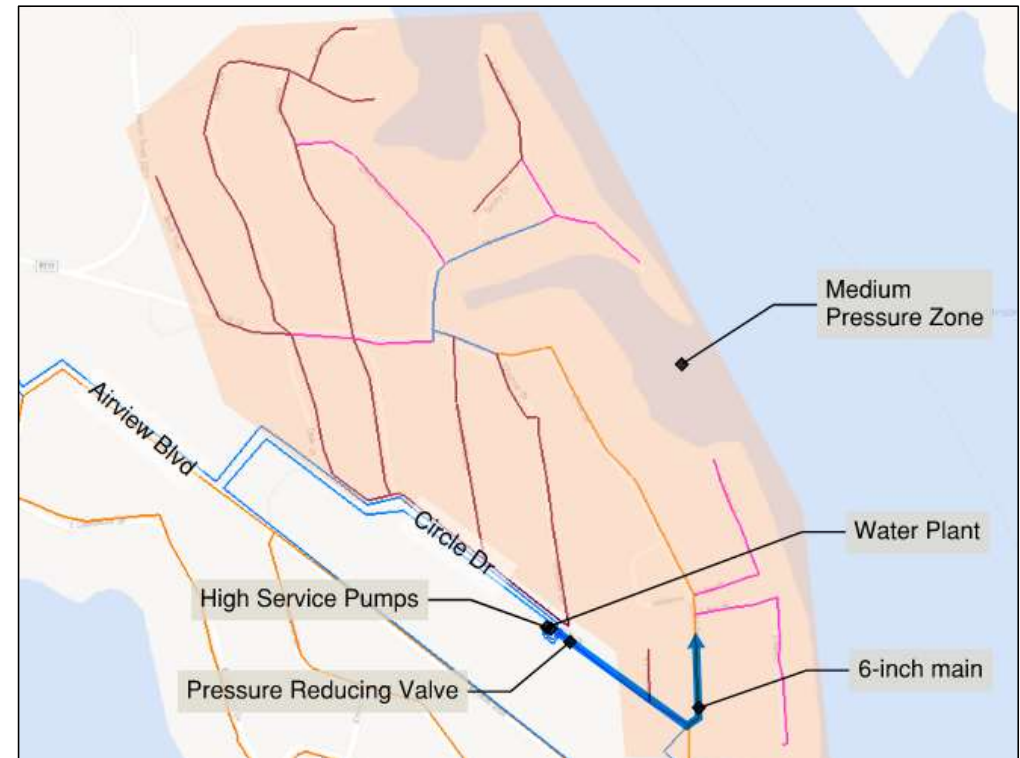 Medium
Pressure Zone
Airview Blvd
Circle Dr
Water Plant
High Service Pumps
Pressure Reducing Valve
6-inch main